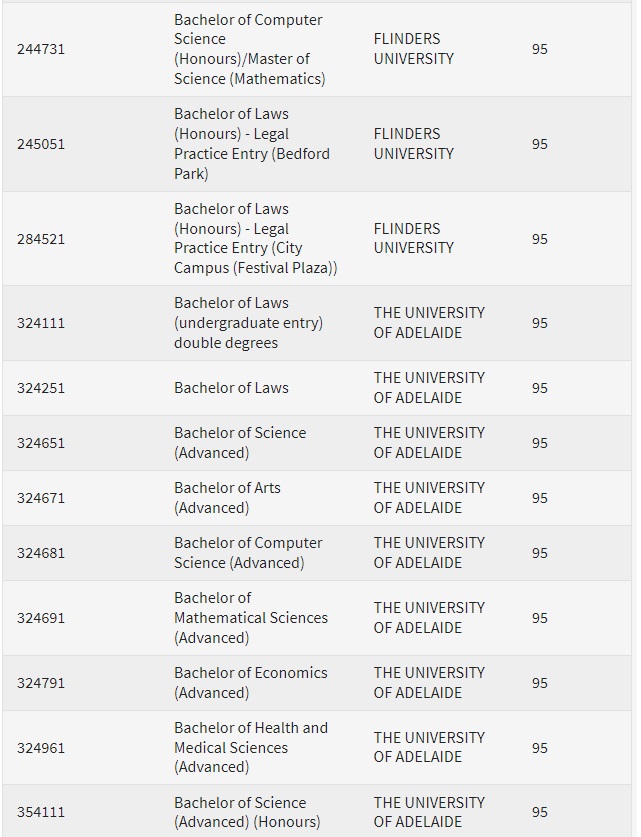 244731
Bachelor of Computer
Science
(Honours)/Master of
Science (Mathematics)
FLINDERS
UNIVERSITY
95
245051
Bachelor of Laws
(Honours) - Legal
Practice Entry (Bedford
Park)
FLINDERS
UNIVERSITY
95
284521
Bachelor of Laws
(Honours) - Legal
Practice Entry (City
Campus (Festival Plaza))
FLINDERS
UNIVERSITY
95
324111
Bachelor of Laws
(undergraduate entry)
double degrees
THE UNIVERSITY
OF ADELAIDE
95
324251
Bachelor of Laws
THE UNIVERSITY
OF ADELAIDE
95
324651
Bachelor of Science
(Advanced)
THE UNIVERSITY
OF ADELAIDE
95
324671
Bachelor of Arts
(Advanced)
THE UNIVERSITY
OF ADELAIDE
95
324681
Bachelor of Computer
Science (Advanced)
THE UNIVERSITY
OF ADELAIDE
95
324691
Bachelor of
Mathematical Sciences
(Advanced)
THE UNIVERSITY
OF ADELAIDE
95
324791
Bachelor of Economics
(Advanced)
THE UNIVERSITY
OF ADELAIDE
95
324961
Bachelor of Health and
Medical Sciences
(Advanced)
THE UNIVERSITY
OF ADELAIDE
95
354111
Bachelor of Science
(Advanced) (Honours)
THE UNIVERSITY
OF ADELAIDE
95